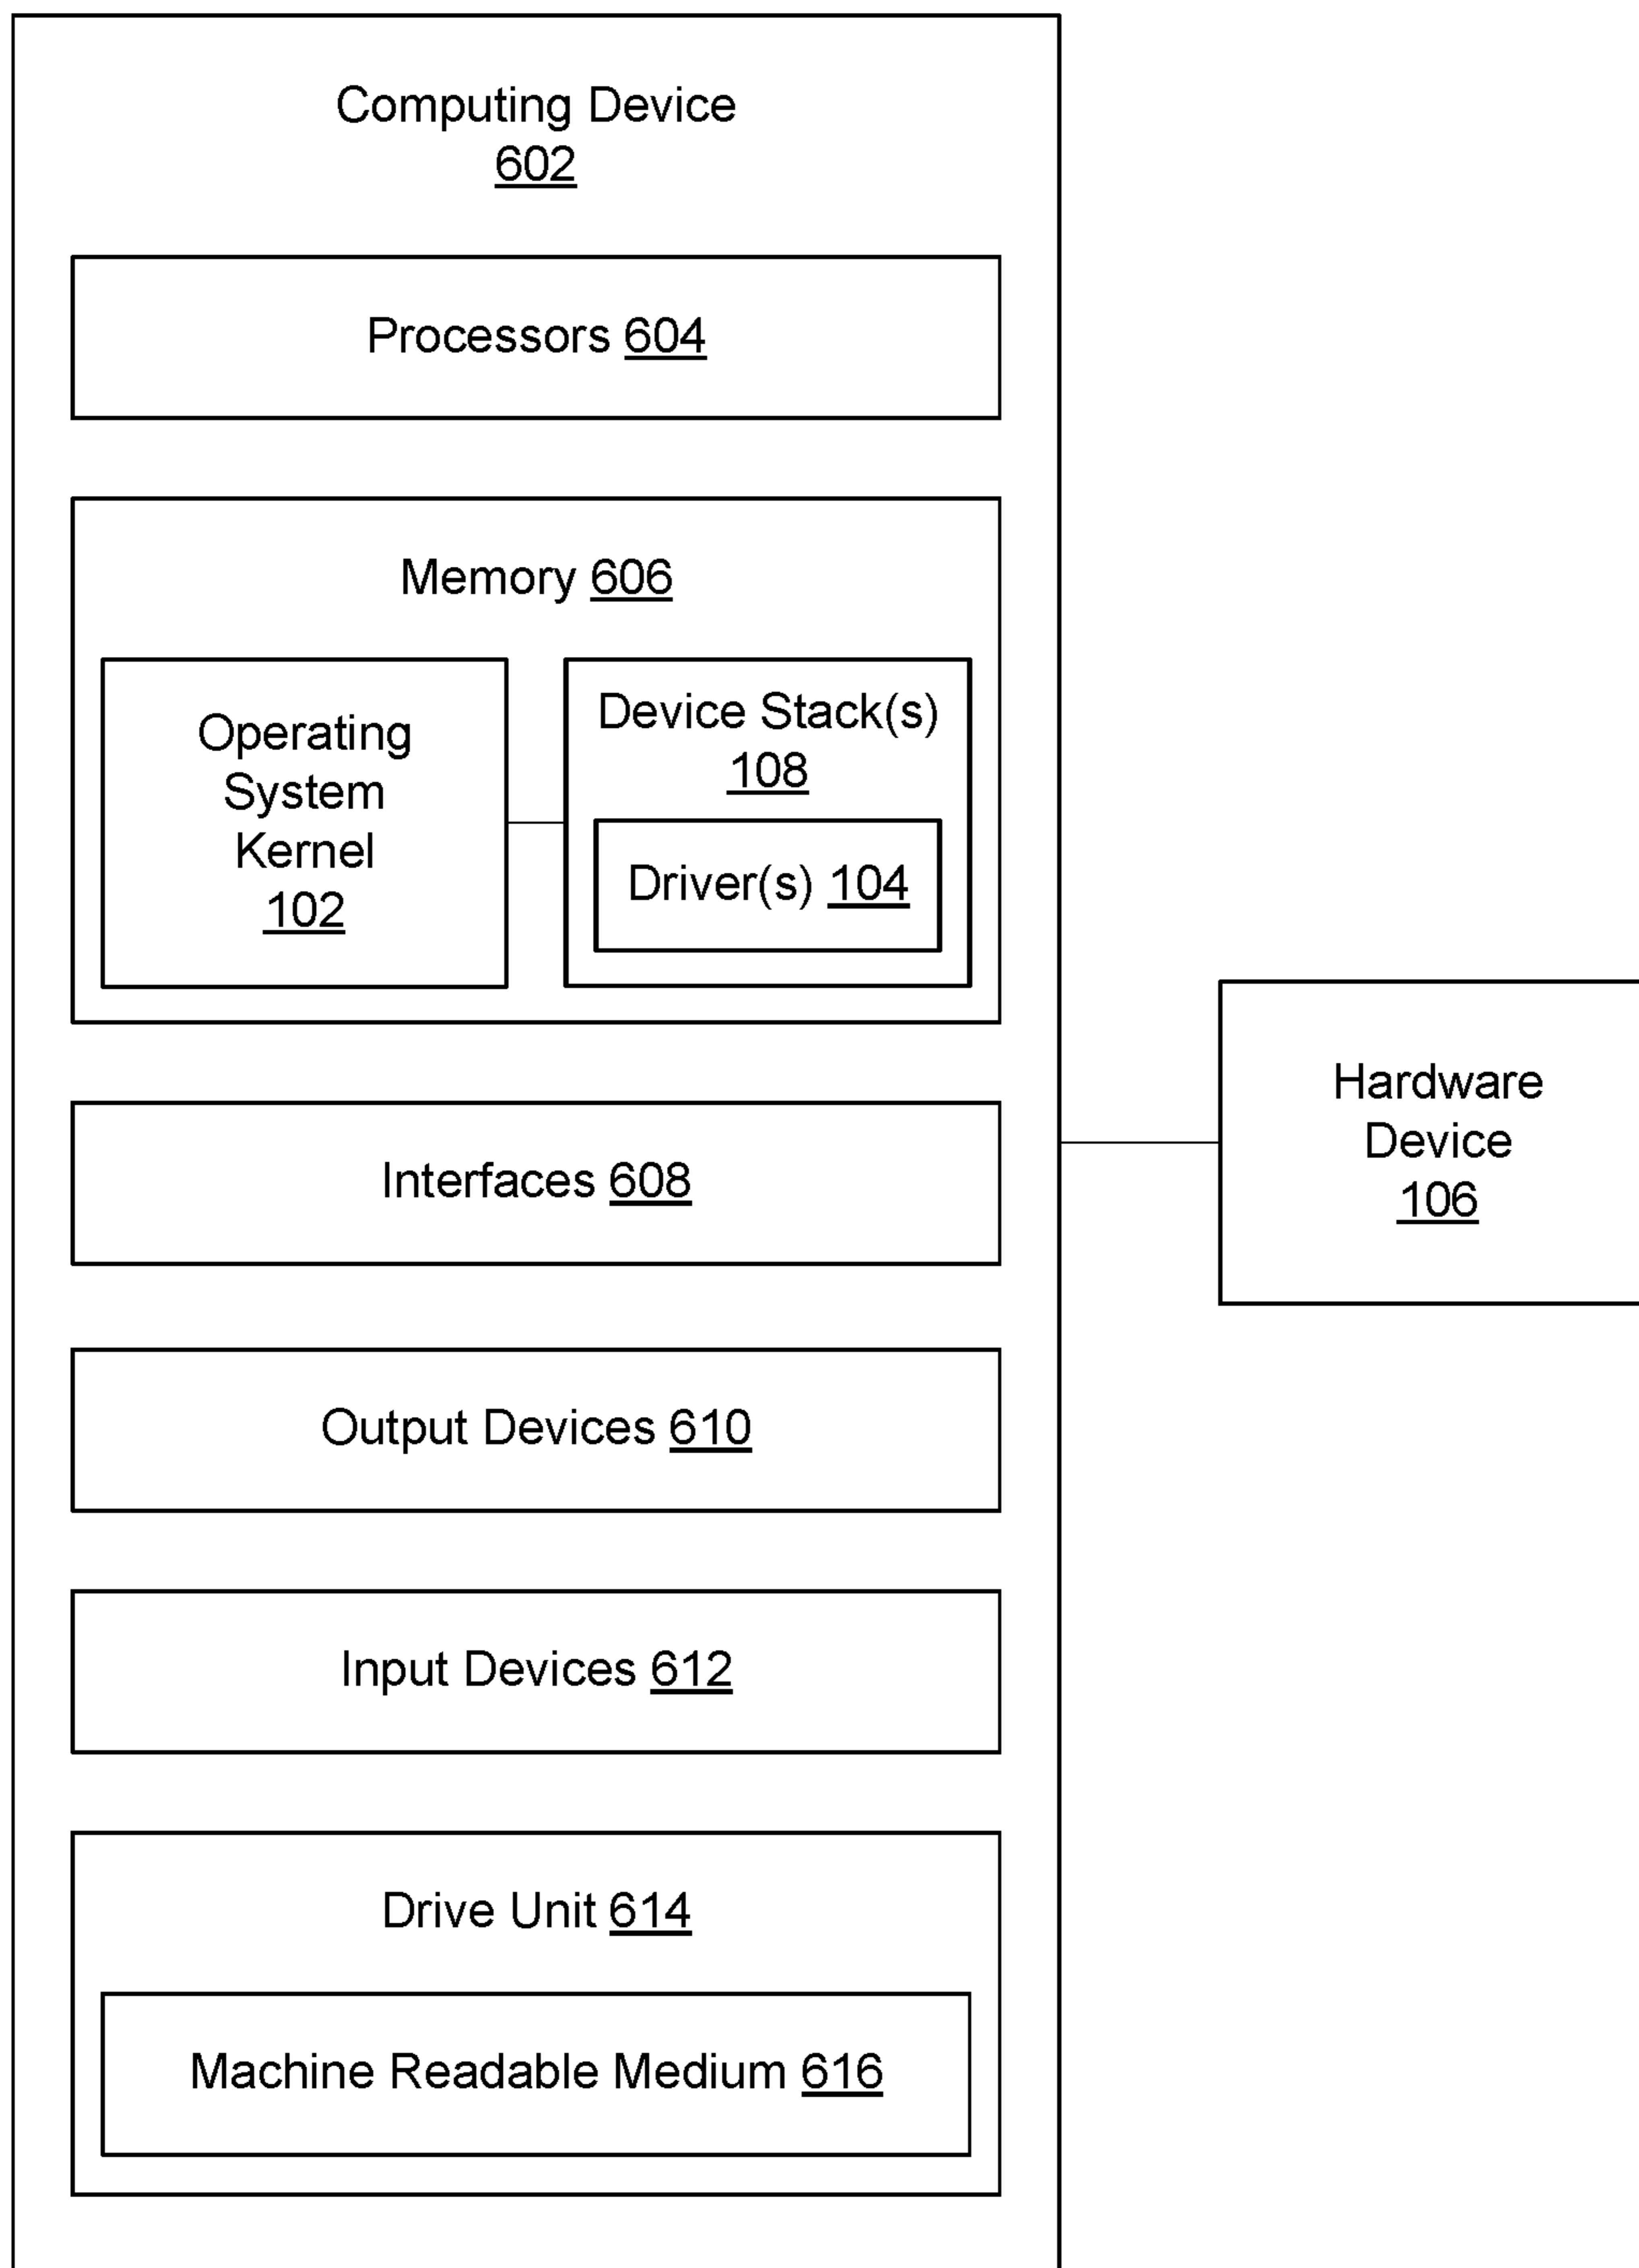 Computing Device
602
Processors 604
Memory 606
Operating
System
Kernel
102
Device Stack(s)
108
Driver(s) 104
Hardware
Device
106
Interfaces 608
Output Devices 610
Input Devices 612
Drive Unit 614
Machine Readable Medium 616